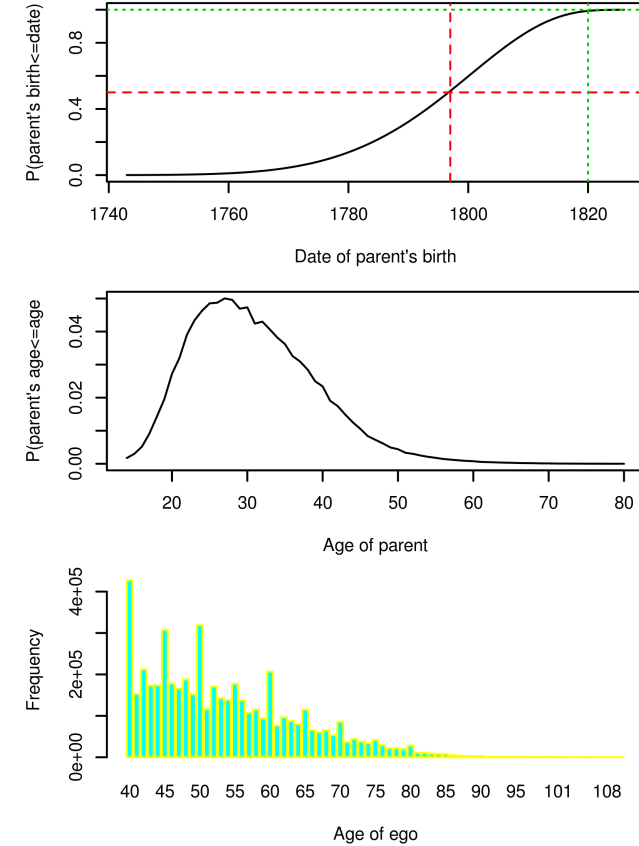 P(parent's birth<=date)
0.8
0.4
0.0
1740 1760 1780 1800 1820
Date of parent's birth
P(parent's age<=age
0.04
0.02
0.00
20 30 40 50 60 70 80
Age of parent
Frequency
4e+05
2e+05
0e+00
40 45 50 55 60 65 70 75 80 85 90 95 101 108
Age of ego